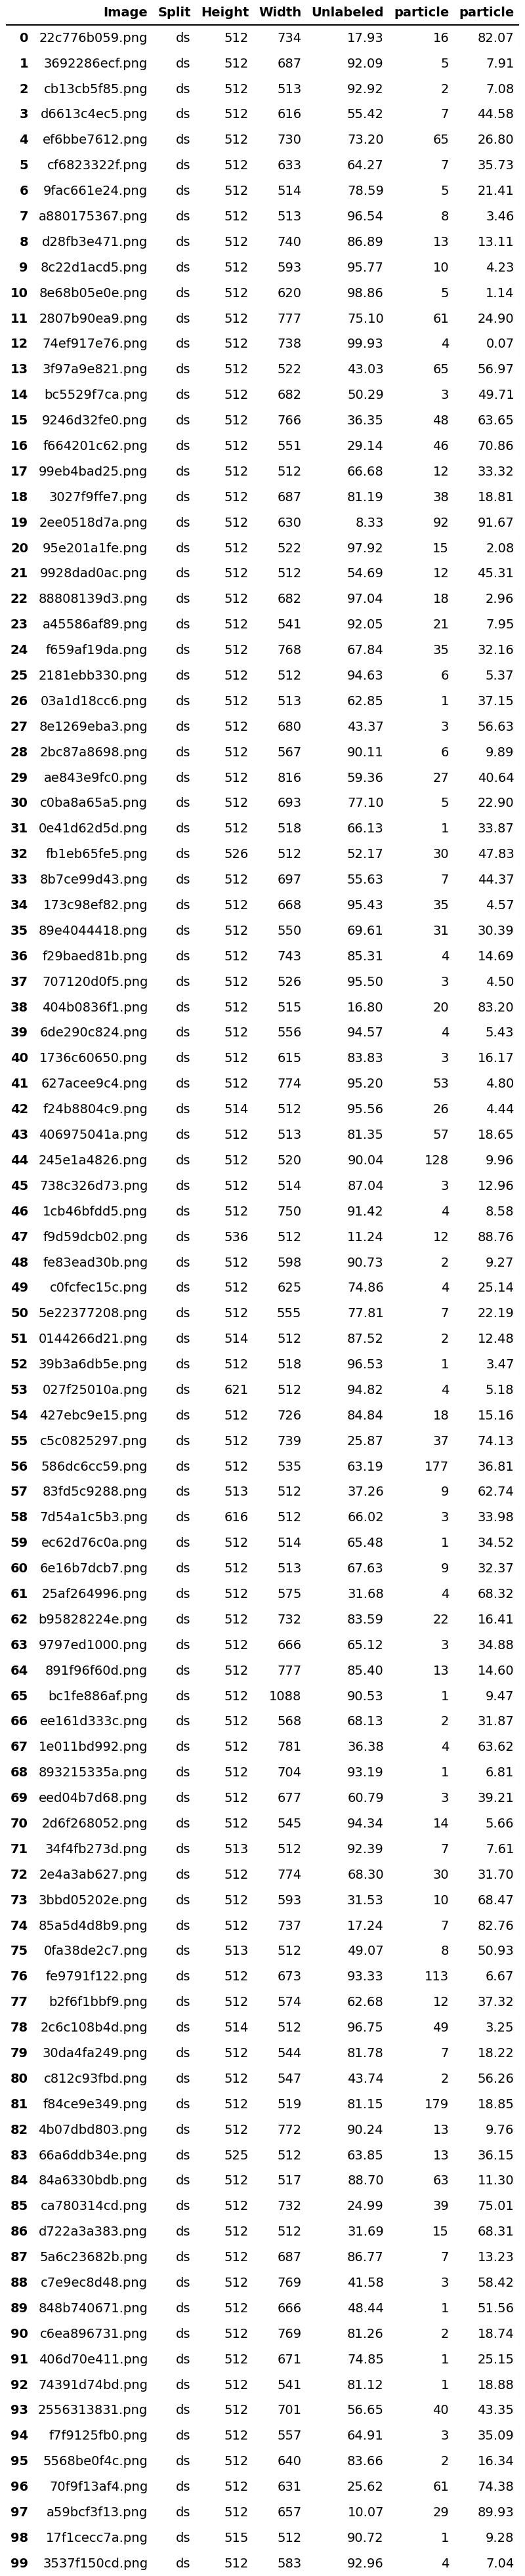 Image Split Height Width Unlabeled particle particle
0 22c776b059.png ds 512 734 17.93 16 82.07
1 3692286ecf.png ds 512 687 92.09 5 7.91
2 cb13cb5f85.png ds 512 513 92.92 2 7.08
3 d6613c4ec5.png ds 512 616 55.42 7 44.58
4 ef6bbe7612.png ds 512 730 73.20 65 26.80
5 cf6823322f.png ds 512 633 64.27 7 35.73
6 9fac661e24.png ds 512 514 78.59 5 21.41
7 a880175367.png ds 512 513 96.54 8 3.46
8 d28fb3e471.png ds 512 740 86.89 13 13.11
9 8c22d1acd5.png ds 512 593 95.77 10 4.23
10 8e68b05e0e.png ds 512 620 98.86 5 1.14
11 2807b90ea9.png ds 512 777 75.10 61 24.90
12 74ef917e76.png ds 512 738 99.93 4 0.07
13 3f97a9e821.png ds 512 522 43.03 65 56.97
14 bc5529f7ca.png ds 512 682 50.29 3 49.71
15 9246d32fe0.png ds 512 766 36.35 48 63.65
16 f664201c62.png ds 512 551 29.14 46 70.86
17 99eb4bad25.png ds 512 512 66.68 12 33.32
18 3027f9ffe7.png ds 512 687 81.19 38 18.81
19 2ee0518d7a.png ds 512 630 8.33 92 91.67
20 95e201a1fe.png ds 512 522 97.92 15 2.08
21 9928dad0ac.png ds 512 512 54.69 12 45.31
22 88808139d3.png ds 512 682 97.04 18 2.96
23 a45586af89.png ds 512 541 92.05 21 7.95
24 f659af19da.png ds 512 768 67.84 35 32.16
25 2181ebb330.png ds 512 512 94.63 6 5.37
26 03a1d18cc6.png ds 512 513 62.85 1 37.15
27 8e1269eba3.png ds 512 680 43.37 3 56.63
28 2bc87a8698.png ds 512 567 90.11 6 9.89
29 ae843e9fc0.png ds 512 816 59.36 27 40.64
30 c0ba8a65a5.png ds 512 693 77.10 5 22.90
31 0e41d62d5d.png ds 512 518 66.13 1 33.87
32 fb1eb65fe5.png ds 526 512 52.17 30 47.83
33 8b7ce99d43.png ds 512 697 55.63 7 44.37
34 173c98ef82.png ds 512 668 95.43 35 4.57
35 89e4044418.png ds 512 550 69.61 31 30.39
36 f29baed81b.png ds 512 743 85.31 4 14.69
37 707120d0f5.png ds 512 526 95.50 3 4.50
38 404b0836f1.png ds 512 515 16.80 20 83.20
39 6de290c824.png ds 512 556 94.57 4 5.43
40 1736c60650.png ds 512 615 83.83 3 16.17
41 627acee9c4.png ds 512 774 95.20 53 4.80
42 f24b8804c9.png ds 514 512 95.56 26 4.44
43 406975041a.png ds 512 513 81.35 57 18.65
44 245e1a4826.png ds 512 520 90.04 128 9.96
45 738c326d73.png ds 512 514 87.04 3 12.96
46 1cb46bfdd5.png ds 512 750 91.42 4 8.58
47 f9d59dcb02.png ds 536 512 11.24 12 88.76
48 fe83ead30b.png ds 512 598 90.73 2 9.27
49 c0fcfec15c.png ds 512 625 74.86 4 25.14
50 5e22377208.png ds 512 555 77.81 7 22.19
51 0144266d21.png ds 514 512 87.52 2 12.48
52 39b3a6db5e.png ds 512 518 96.53 1 3.47
53 027f25010a.png ds 621 512 94.82 4 5.18
54 427ebc9e15.png ds 512 726 84.84 18 15.16
55 c5c0825297.png ds 512 739 25.87 37 74.13
56 586dc6cc59.png ds 512 535 63.19 177 36.81
57 83fd5c9288.png ds 513 512 37.26 9 62.74
58 7d54a1c5b3.png ds 616 512 66.02 3 33.98
59 ec62d76c0a.png ds 512 514 65.48 1 34.52
60 6e16b7dcb7.png ds 512 513 67.63 9 32.37
61 25af264996.png ds 512 575 31.68 4 68.32
62 b95828224e.png ds 512 732 83.59 22 16.41
63 9797ed1000.png ds 512 666 65.12 3 34.88
64 891f96f60d.png ds 512 777 85.40 13 14.60
65 bc1fe886af.png ds 512 1088 90.53 1 9.47
66 ee161d333c.png ds 512 568 68.13 2 31.87
67 1e011bd992.png ds 512 781 36.38 4 63.62
68 893215335a.png ds 512 704 93.19 1 6.81
69 eed04b7d68.png ds 512 677 60.79 3 39.21
70 2d6f268052.png ds 512 545 94.34 14 5.66
71 34f4fb273d.png ds 513 512 92.39 7 7.61
72 2e4a3ab627.png ds 512 774 68.30 30 31.70
73 3bbd05202e.png ds 512 593 31.53 10 68.47
74 85a5d4d8b9.png ds 512 737 17.24 7 82.76
75 0fa38de2c7.png ds 513 512 49.07 8 50.93
76 fe9791f122.png ds 512 673 93.33 113 6.67
77 b2f6f1bbf9.png ds 512 574 62.68 12 37.32
78 2c6c108b4d.png ds 514 512 96.75 49 3.25
79 30da4fa249.png ds 512 544 81.78 7 18.22
80 c812c93fbd.png ds 512 547 43.74 2 56.26
81 f84ce9e349.png ds 512 519 81.15 179 18.85
82 4b07dbd803.png ds 512 772 90.24 13 9.76
83 66a6ddb34e.png ds 525 512 63.85 13 36.15
84 84a6330bdb.png ds 512 517 88.70 63 11.30
85 ca780314cd.png ds 512 732 24.99 39 75.01
86 d722a3a383.png ds 512 512 31.69 15 68.31
87 5a6c23682b.png ds 512 687 86.77 7 13.23
88 c7e9ec8d48.png ds 512 769 41.58 3 58.42
89 848b740671.png ds 512 666 48.44 1 51.56
90 c6ea896731.png ds 512 769 81.26 2 18.74
91 406d70e411.png ds 512 671 74.85 1 25.15
92 74391d74bd.png ds 512 541 81.12 1 18.88
93 2556313831.png ds 512 701 56.65 40 43.35
94 f7f9125fb0.png ds 512 557 64.91 3 35.09
95 5568be0f4c.png ds 512 640 83.66 2 16.34
96 70f9f13af4.png ds 512 631 25.62 61 74.38
97 a59bcf3f13.png ds 512 657 10.07 29 89.93
98 17f1cecc7a.png ds 515 512 90.72 1 9.28
99 3537f150cd.png ds 512 583 92.96 4 7.04